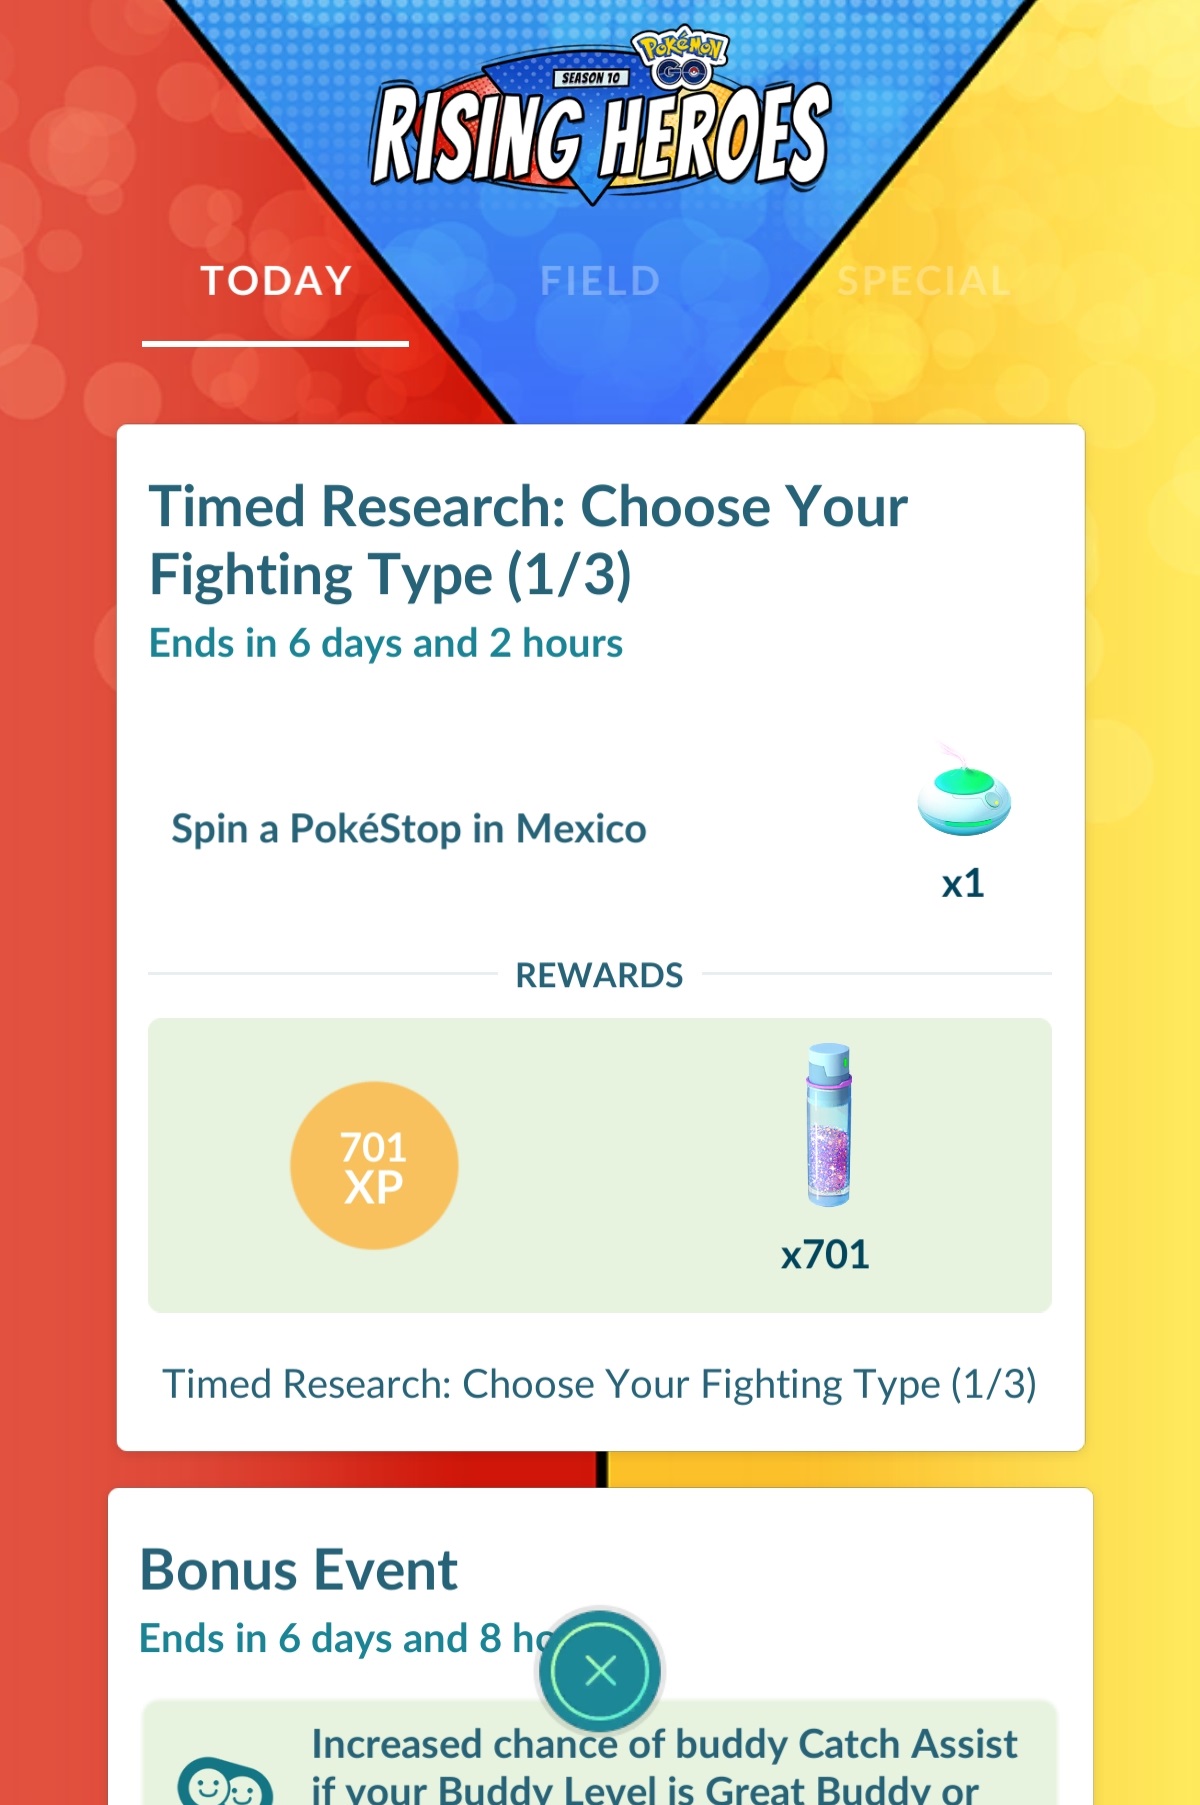 Pokémon
GO
SEASON 10
RISING HEROES
TODAY
FIELD
SPECIAL
Timed Research: Choose Your
Fighting Type (1/3)
Ends in 6 days and 2 hours
Spin a PokéStop in Mexico
x1
REWARDS
701
XP
x701
Timed Research: Choose Your Fighting Type (1/3)
Bonus Event
Ends in 6 days and 8
Increased chance of buddy Catch Assist
if your Buddy Level is Great Buddy or